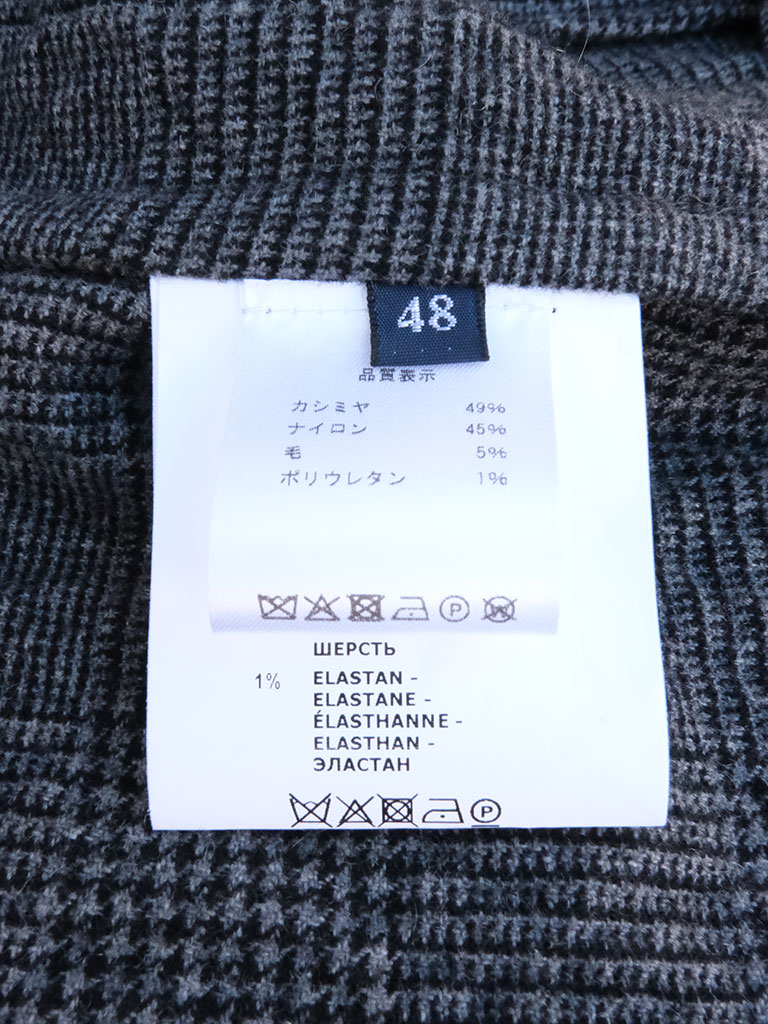 48
品質表示
カシミヤ 49%
ナイロン 45%
毛 5%
ポリウレタン 1%
P W
ШЕРСТЬ
1% ELASTAN -
ELASTANE -
ÉLASTHANNE -
ELASTHAN -
ЭЛАСТАН
P